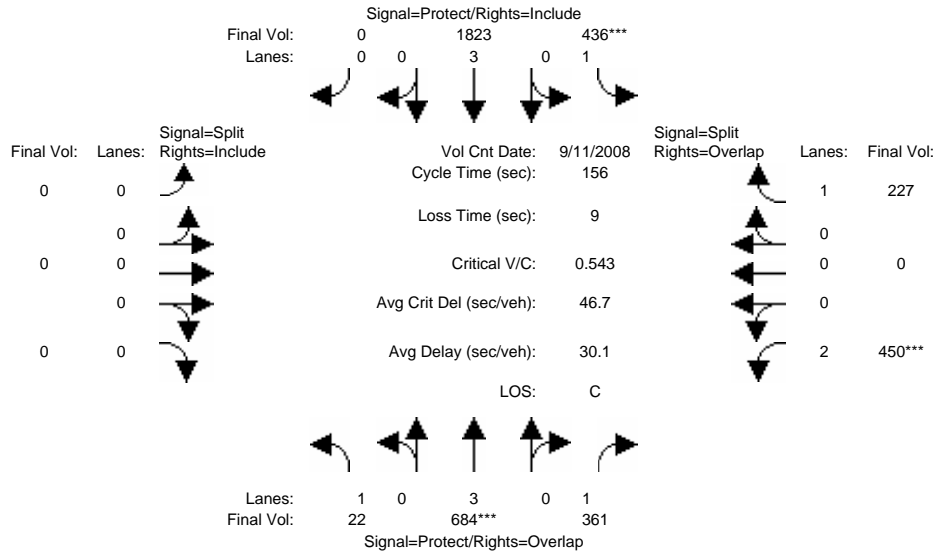 Signal=Protect/Rights=Include
Final Vol: 0 1823 436***
Lanes: 0 0 3 0 1
Signal=Split Signal=Split
Final Vol: Lanes: Rights=Include Vol Cnt Date: 9/11/2008 Rights=Overlap Lanes: Final Vol:
Cycle Time (sec): 156
0 0 1 227
Loss Time (sec): 9
0 0
0 0 Critical V/C: 0.543 0 0
0 Avg Crit Del (sec/veh): 46.7 0
0 0 Avg Delay (sec/veh): 30.1 2 450***
LOS: C
Lanes: 1 0 3 0 1
Final Vol: 22 684*** 361
Signal=Protect/Rights=Overlap